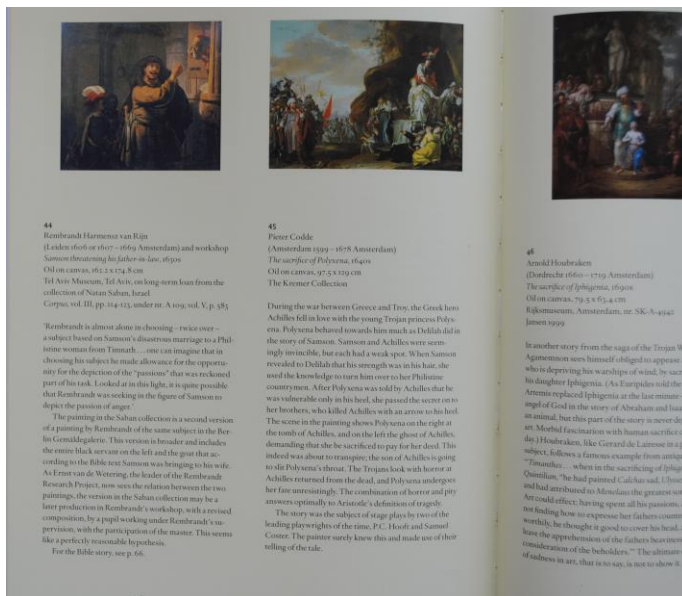 44
Rembrandt Harmensz van Rijn
(Leiden 1606 or 1607 – 1669 Amsterdam) and workshop
Samson threatening his father-in-law, 1630s
Oil on canvas, 162.2 x 174.8 cm
Tel Aviv Museum, Tel Aviv, on long-term loan from the
collection of Natan Saban, Israel
Corpus, vol. III, pp. 114-123, under nr. A 109; vol. V, p. 585
'Rembrandt is almost alone in choosing – twice over –
a subject based on Samson's disastrous marriage to a Phil-
istine woman from Timnath . . . one can imagine that in
choosing his subject he made allowance for the opportu-
nity for the depiction of the "passions" that was reckoned
part of his task. Looked at in this light, it is quite possible
that Rembrandt was seeking in the figure of Samson to
depict the passion of anger.'
The painting in the Saban collection is a second version
of a painting by Rembrandt of the same subject in the Ber-
lin Gemäldegalerie. This version is broader and includes
the entire black servant on the left and the goat that ac-
cording to the Bible text Samson was bringing to his wife.
As Ernst van de Wetering, the leader of the Rembrandt
Research Project, now sees the relation between the two
paintings, the version in the Saban collection may be a
later production in Rembrandt's workshop, with a revised
composition, by a pupil working under Rembrandt's su-
pervision, with the participation of the master. This seems
like a perfectly reasonable hypothesis.
For the Bible story, see p. 66.
45
Pieter Codde
(Amsterdam 1599 – 1678 Amsterdam)
The sacrifice of Polyxena, 1640s
Oil on canvas, 97.5 x 129 cm
The Kremer Collection
During the war between Greece and Troy, the Greek hero
Achilles fell in love with the young Trojan princess Polyx-
ena. Polyxena behaved towards him much as Delilah did in
the story of Samson. Samson and Achilles were seem-
ingly invincible, but each had a weak spot. When Samson
revealed to Delilah that his strength was in his hair, she
used the knowledge to turn him over to her Philistine
countrymen. After Polyxena was told by Achilles that he
was vulnerable only in his heel, she passed the secret on to
her brothers, who killed Achilles with an arrow to his heel.
The scene in the painting shows Polyxena on the right at
the tomb of Achilles, and on the left the ghost of Achilles,
demanding that she be sacrificed to pay for her deed. This
indeed was about to transpire; the son of Achilles is going
to slit Polyxena's throat. The Trojans look with horror at
Achilles returned from the dead, and Polyxena undergoes
her fate unresistingly. The combination of horror and pity
answers optimally to Aristotle's definition of tragedy.
The story was the subject of stage plays by two of the
leading playwrights of the time, P.C. Hooft and Samuel
Coster. The painter surely knew this and made use of their
telling of the tale.
46
Arnold Houbraken
(Dordrecht 1660 – 1719 Amsterdam)
The sacrifice of Iphigenia, 1690s
Oil on canvas, 79.5 x 63.4 cm
Rijksmuseum, Amsterdam, nr. SK-A-4942
Jansen 1999
In another story from the saga of the Trojan W
Agamemnon sees himself obliged to appease
who is depriving his warships of wind, by sacr
his daughter Iphigenia. (As Euripides told the
Artemis replaced Iphigenia at the last minute
angel of God in the story of Abraham and Isaac
an animal, but this part of the story is never de
art. Morbid fascination with human sacrifice
day.) Houbraken, like Gerard de Lairesse in a
subject, follows a famous example from antiqu
"Timanthus . . . when in the sacrificing of Iphig
Quintilian, "he had painted Calchas sad, Ulysse
and had attributed to Menelaus the greatest so
Art could effect; having spent all his passions,
not finding how to expresse her fathers counte
worthily, he thought it good to cover his head,
leave the apprehension of the fathers heavines
consideration of the beholders." The ultimate
of sadness in art, that is to say, is not to show it